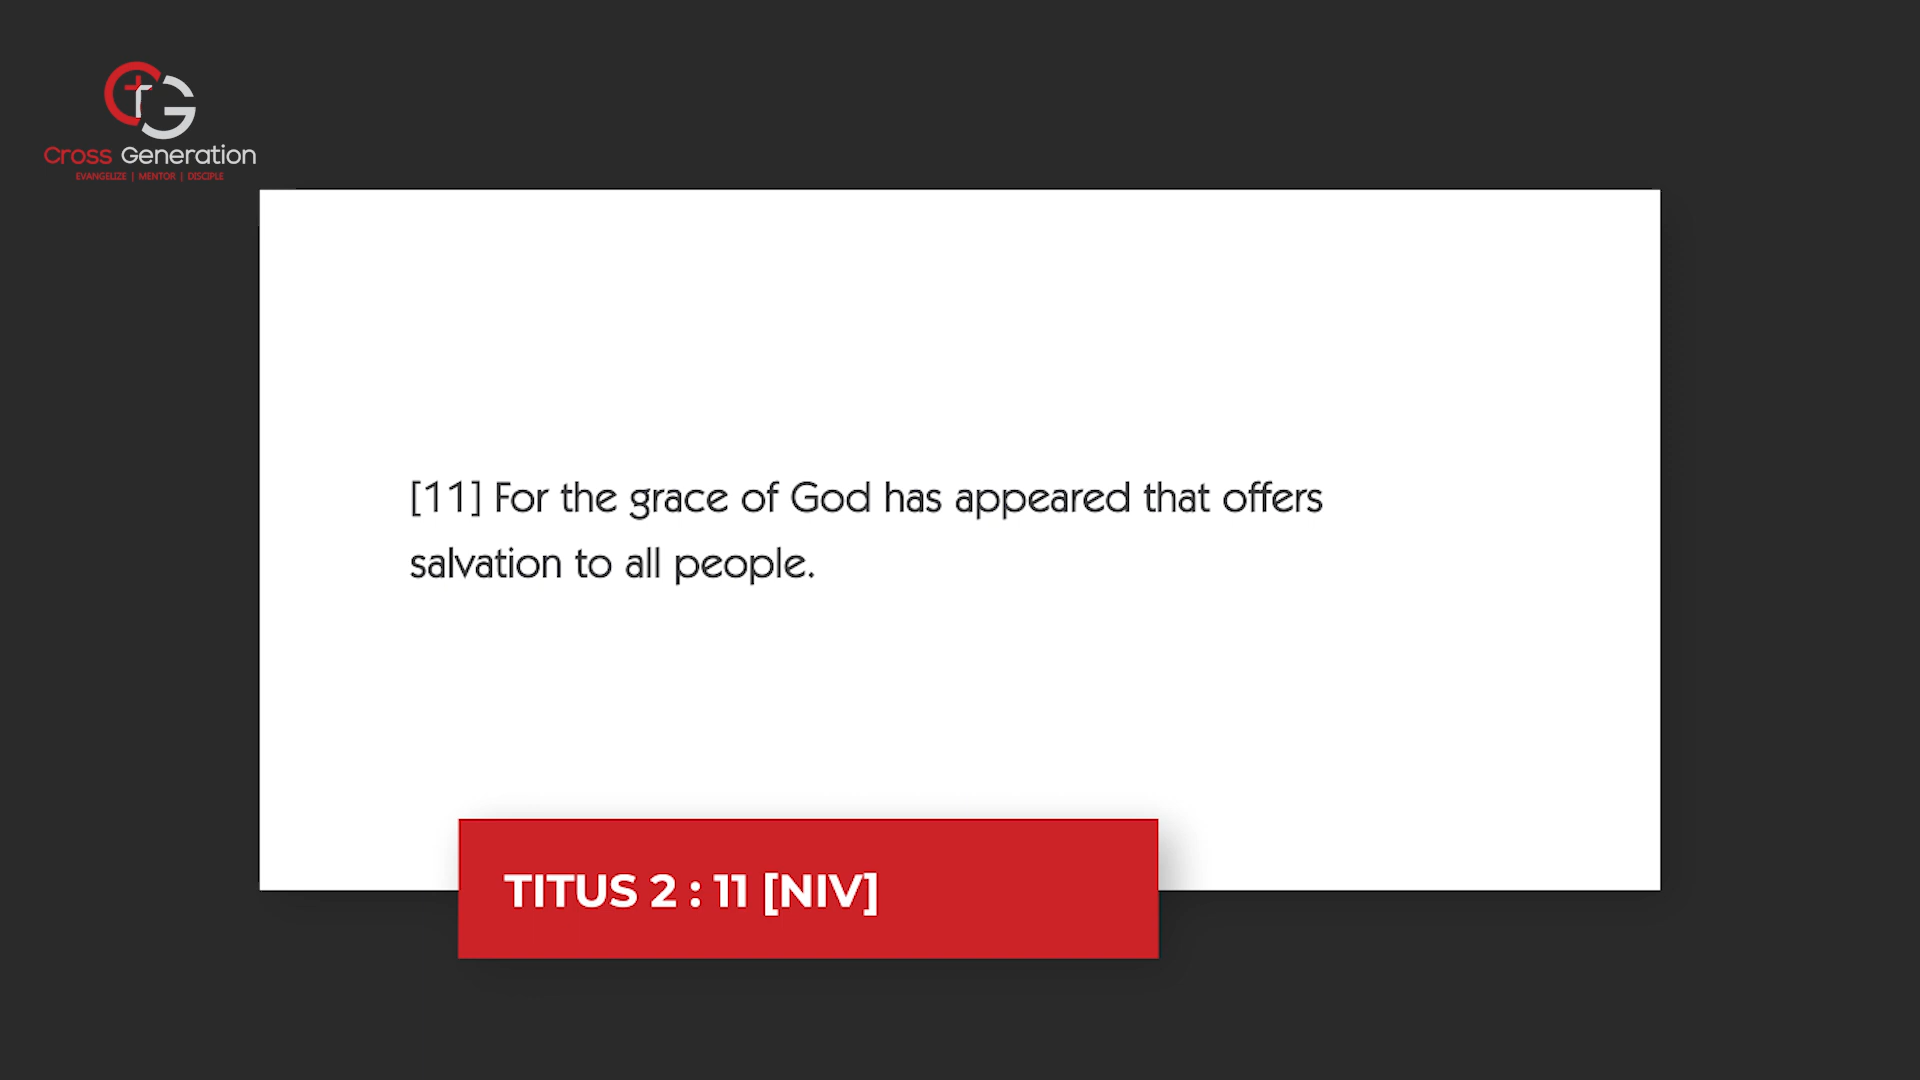 Cross Generation
EVANGELIZE | MENTOR | DISCIPLE
[11] For the grace of God has appeared that offers
salvation to all people.
TITUS 2 : 11 [NIV]